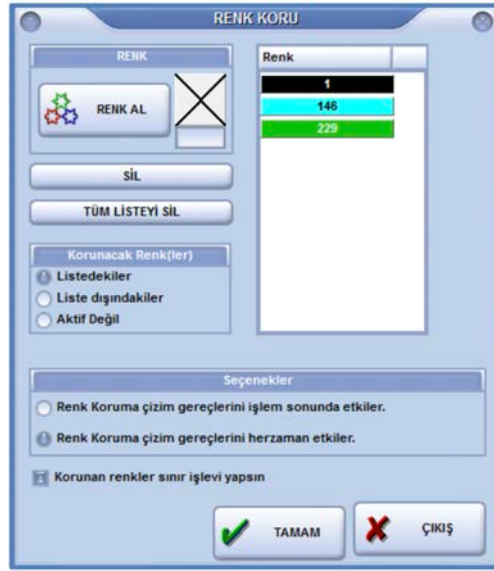 RENK KORU
RENK
RENK AL
SİL
TÜM LİSTEYİ SİL
Renk
1
146
229
Korunacak Renk(ler)
Listedekiler
Liste dışındakiler
Aktif Değil
Seçenekler
Renk Koruma çizim gereçlerini işlem sonunda etkiler.
Renk Koruma çizim gereçlerini herzaman etkiler.
Korunan renkler sınır işlevi yapsın
TAMAM
ÇIKIŞ